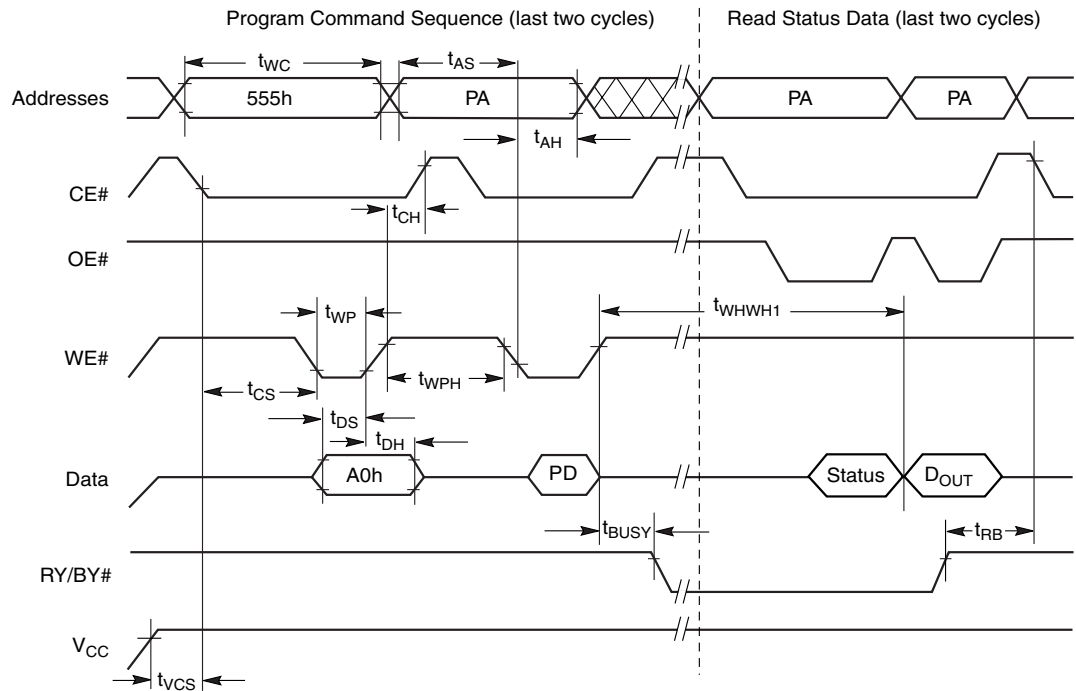 Program Command Sequence (last two cycles)
Read Status Data (last two cycles)
tWC
tAS
Addresses
555h
PA
PA
PA
tAH
CE#
tCH
OE#
tWP
tWHWH1
WE#
tCS
tWPH
tDS
tDH
Data
A0h
PD
Status
DOUT
tBUSY
tRB
RY/BY#
VCC
tVCS